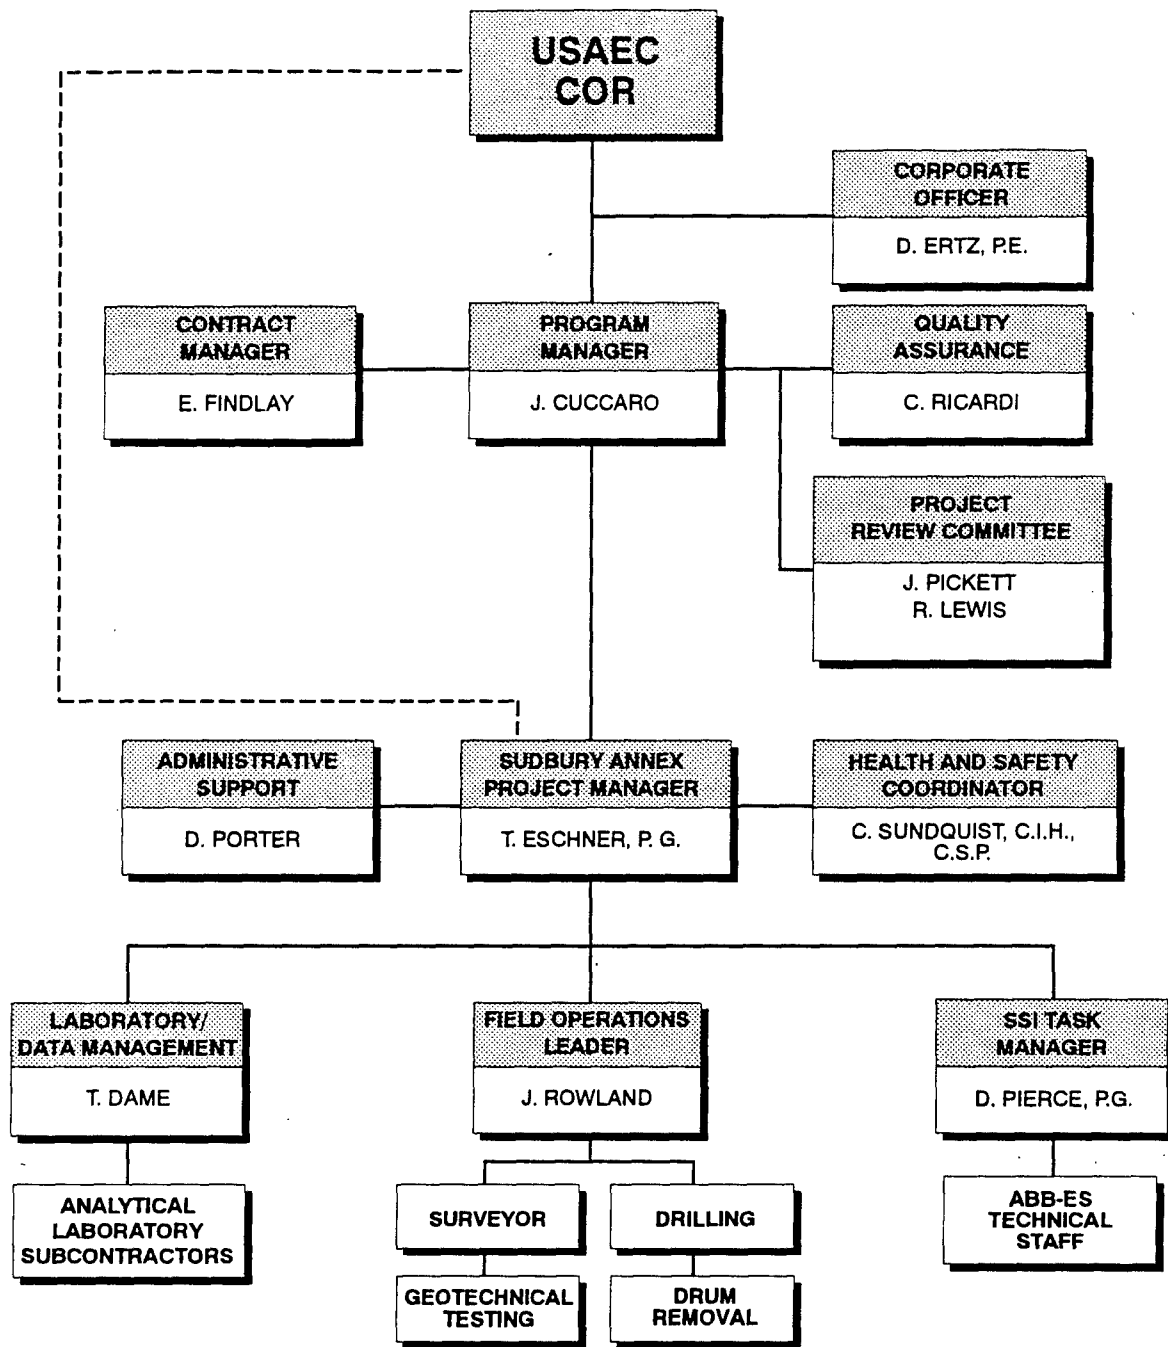 USAEC
COR
CORPORATE
OFFICER
D. ERTZ, P.E.
CONTRACT
MANAGER
E. FINDLAY
PROGRAM
MANAGER
J. CUCCARO
QUALITY
ASSURANCE
C. RICARDI
PROJECT
REVIEW COMMITTEE
J. PICKETT
R. LEWIS
ADMINISTRATIVE
SUPPORT
D. PORTER
SUDBURY ANNEX
PROJECT MANAGER
T. ESCHNER, P. G.
HEALTH AND SAFETY
COORDINATOR
C. SUNDQUIST, C.I.H.,
C.S.P.
LABORATORY/
DATA MANAGEMENT
T. DAME
FIELD OPERATIONS
LEADER
J. ROWLAND
SSI TASK
MANAGER
D. PIERCE, P.G.
ANALYTICAL
LABORATORY
SUBCONTRACTORS
SURVEYOR
DRILLING
GEOTECHNICAL
TESTING
DRUM
REMOVAL
ABB-ES
TECHNICAL
STAFF